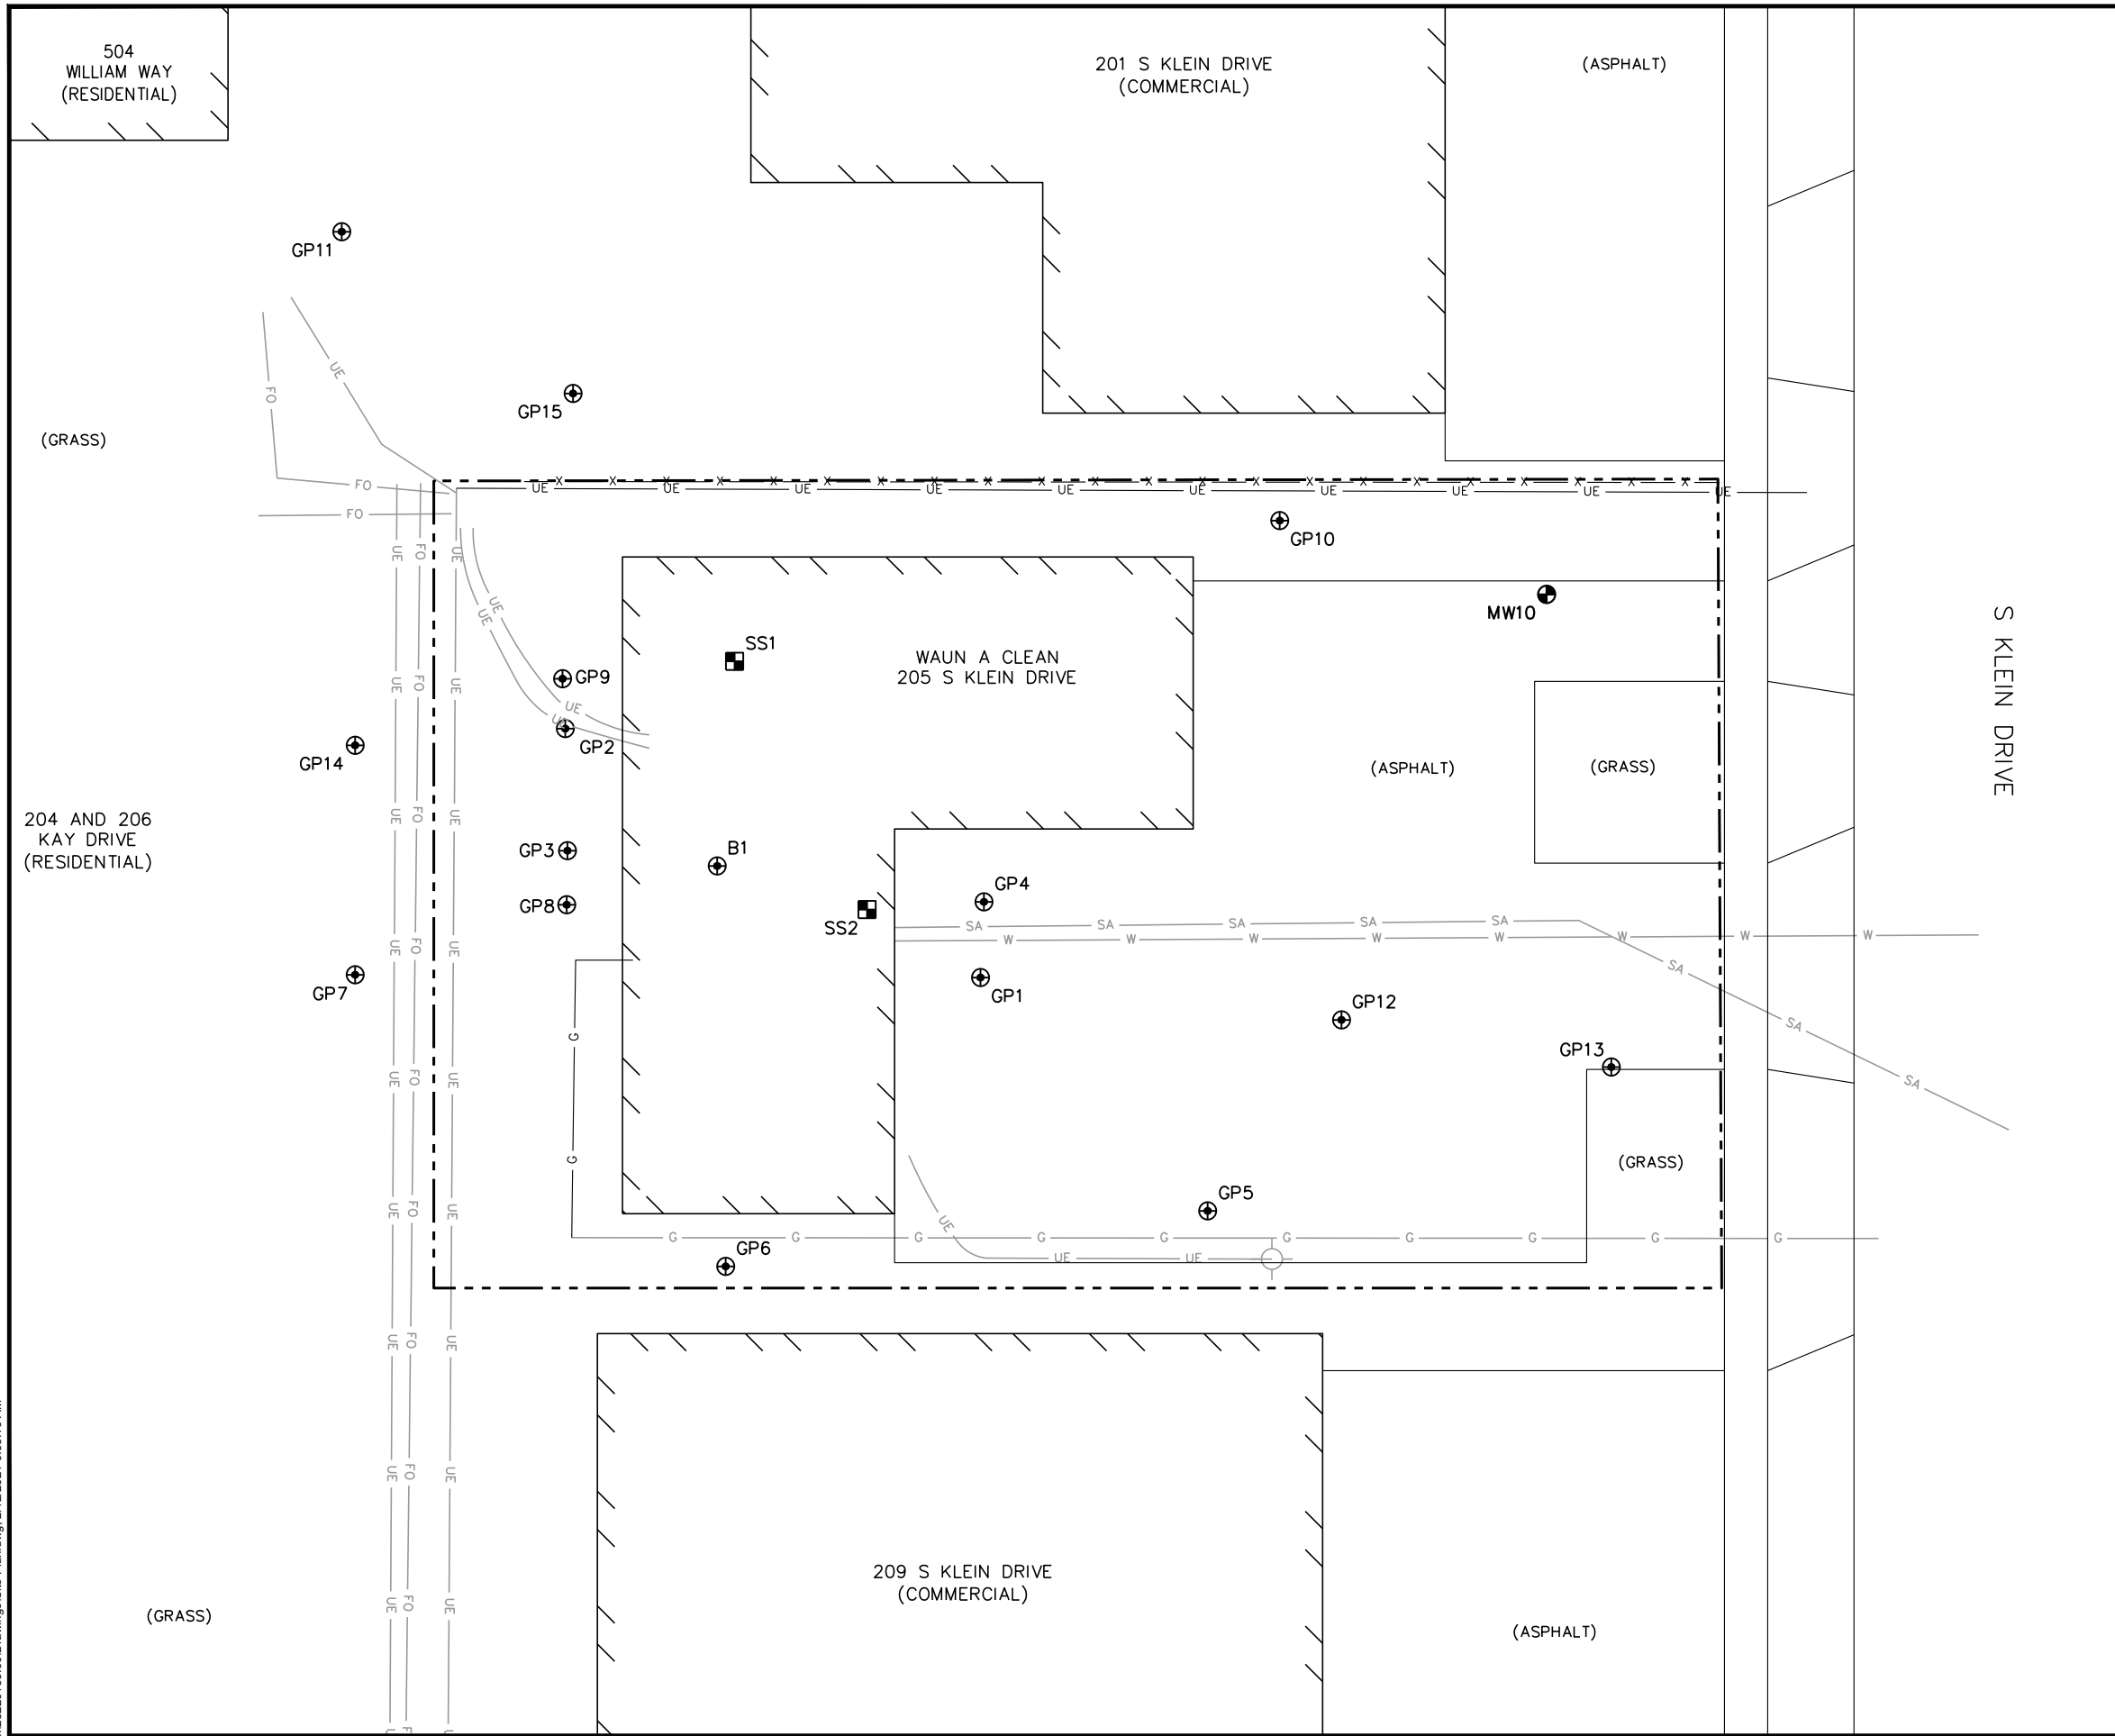 504
WILLIAM WAY
(RESIDENTIAL)
201 S KLEIN DRIVE
(COMMERCIAL)
(ASPHALT)
GP11
UE
FO
GP15
(GRASS)
FO
FO
X X X X X X X X X X X X X X X X X X X X X X
UE UE UE UE UE UE UE UE UE UE
GP10
UE FO UE
UE
UE
MW10
SS1
WAUN A CLEAN
205 S KLEIN DRIVE
GP9
UE FO UE
UE
GP2
GP14
S KLEIN DRIVE
(ASPHALT)
(GRASS)
204 AND 206
KAY DRIVE
(RESIDENTIAL)
UE FO UE
GP3
B1
GP4
GP8
SS2
SA SA SA SA SA
W W W W W W W W
UE FO UE
SA
GP7
GP1
GP12
SA
G
GP13
UE FO UE
SA
G
(GRASS)
GP5
UE FO UE
UE
G G G G G G G G G G
GP6
UE UE
UE FO UE
UE FO UE
209 S KLEIN DRIVE
(COMMERCIAL)
UE FO UE
(GRASS)
(ASPHALT)